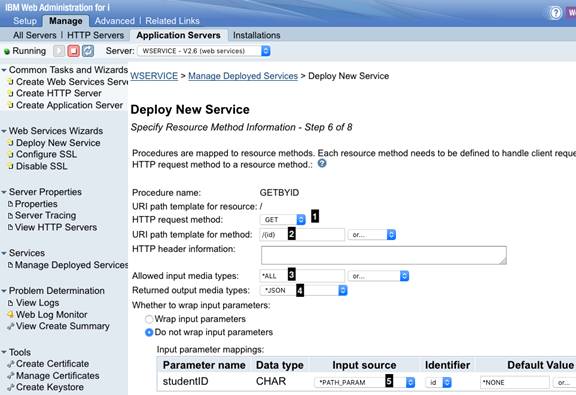 IBM Web Administration for i
Setup Manage Advanced | Related Links
All Servers | HTTP Servers Application Servers Installations
Running Server: WSERVICE - V2.6 (web services)
Common Tasks and Wizards
Create Web Services Serv
Create HTTP Server
Create Application Server
Web Services Wizards
Deploy New Service
Configure SSL
Disable SSL
Server Properties
Properties
Server Tracing
View HTTP Servers
Services
Manage Deployed Services
Problem Determination
View Logs
Web Log Monitor
View Create Summary
Tools
Create Certificate
Manage Certificates
Create Keystore
WSERVICE > Manage Deployed Services > Deploy New Service
Deploy New Service
Specify Resource Method Information - Step 6 of 8
Procedures are mapped to resource methods. Each resource method needs to be defined to handle client reque
HTTP request method to a resource method.: ?
Procedure name: GETBYID
URI path template for resource: /
HTTP request method: GET 1
URI path template for method: /{id} 2 or...
HTTP header information:
Allowed input media types: *ALL 3 or...
Returned output media types: *JSON 4
Whether to wrap input parameters:
Wrap input parameters
Do not wrap input parameters
Input parameter mappings:
Parameter name Data type Input source Identifier Default Value
studentID CHAR *PATH_PARAM 5 id *NONE or...